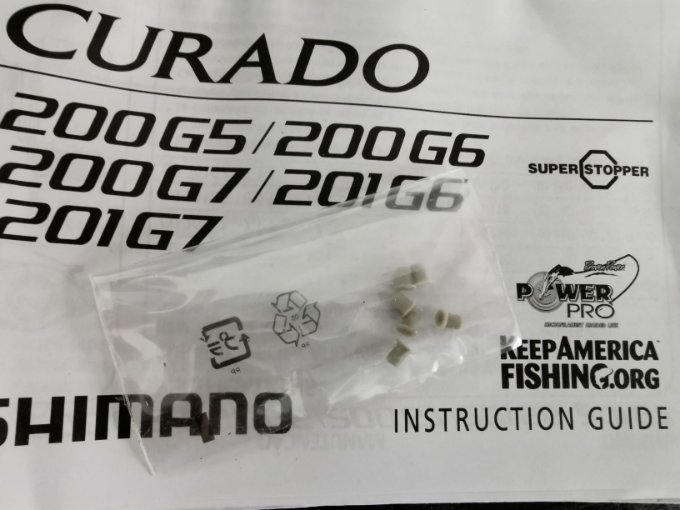 CURADO
200G5/200G6
200G7/201G6
201G7
SUPER STOPPER
POWER
PRO
KEEPAMERICA
FISHING.ORG
SHIMANO
INSTRUCTION GUIDE